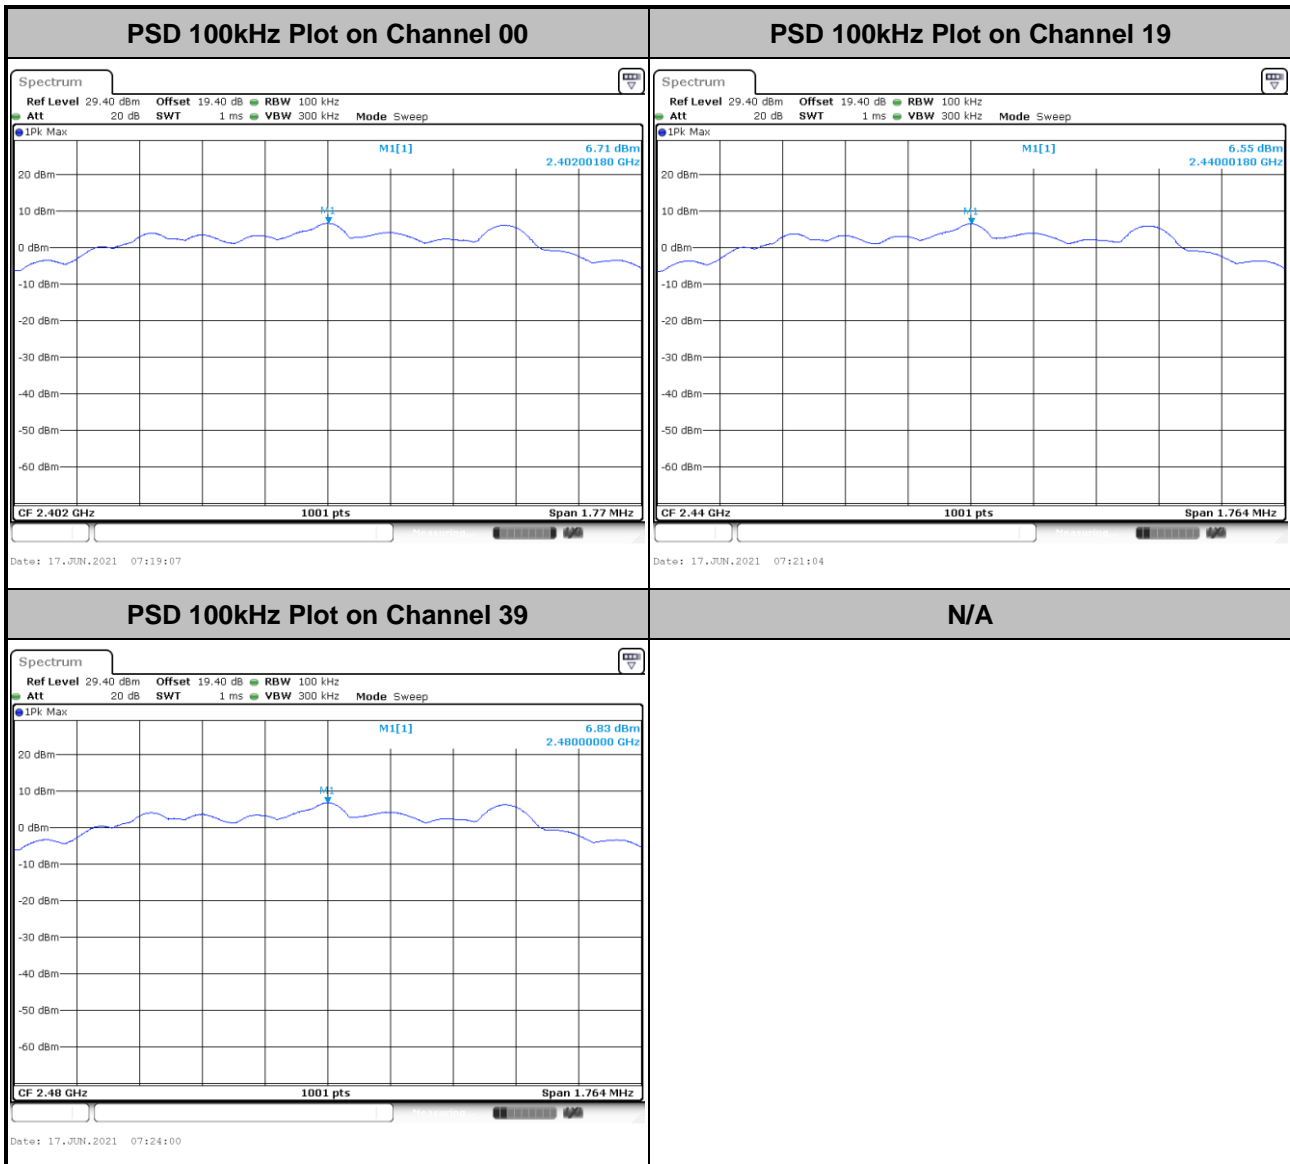 PSD 100kHz Plot on Channel 00
Spectrum
Ref Level 29.40 dBm Offset 19.40 dB RBW 100 kHz
Att 20 dB SWT 1 ms VBW 300 kHz Mode Sweep
1Pk Max
M1[1] 6.71 dBm
2.40200180 GHz
20 dBm
M1
10 dBm
0 dBm
-10 dBm
-20 dBm
-30 dBm
-40 dBm
-50 dBm
-60 dBm
CF 2.402 GHz 1001 pts Span 1.77 MHz
Measuring
Date: 17.JUN.2021 07:19:07
PSD 100kHz Plot on Channel 19
Spectrum
Ref Level 29.40 dBm Offset 19.40 dB RBW 100 kHz
Att 20 dB SWT 1 ms VBW 300 kHz Mode Sweep
1Pk Max
M1[1] 6.55 dBm
2.44000180 GHz
20 dBm
M1
10 dBm
0 dBm
-10 dBm
-20 dBm
-30 dBm
-40 dBm
-50 dBm
-60 dBm
CF 2.44 GHz 1001 pts Span 1.764 MHz
Measuring
Date: 17.JUN.2021 07:21:04
PSD 100kHz Plot on Channel 39
Spectrum
Ref Level 29.40 dBm Offset 19.40 dB RBW 100 kHz
Att 20 dB SWT 1 ms VBW 300 kHz Mode Sweep
1Pk Max
M1[1] 6.83 dBm
2.48000000 GHz
20 dBm
M1
10 dBm
0 dBm
-10 dBm
-20 dBm
-30 dBm
-40 dBm
-50 dBm
-60 dBm
CF 2.48 GHz 1001 pts Span 1.764 MHz
Measuring
Date: 17.JUN.2021 07:24:00
N/A